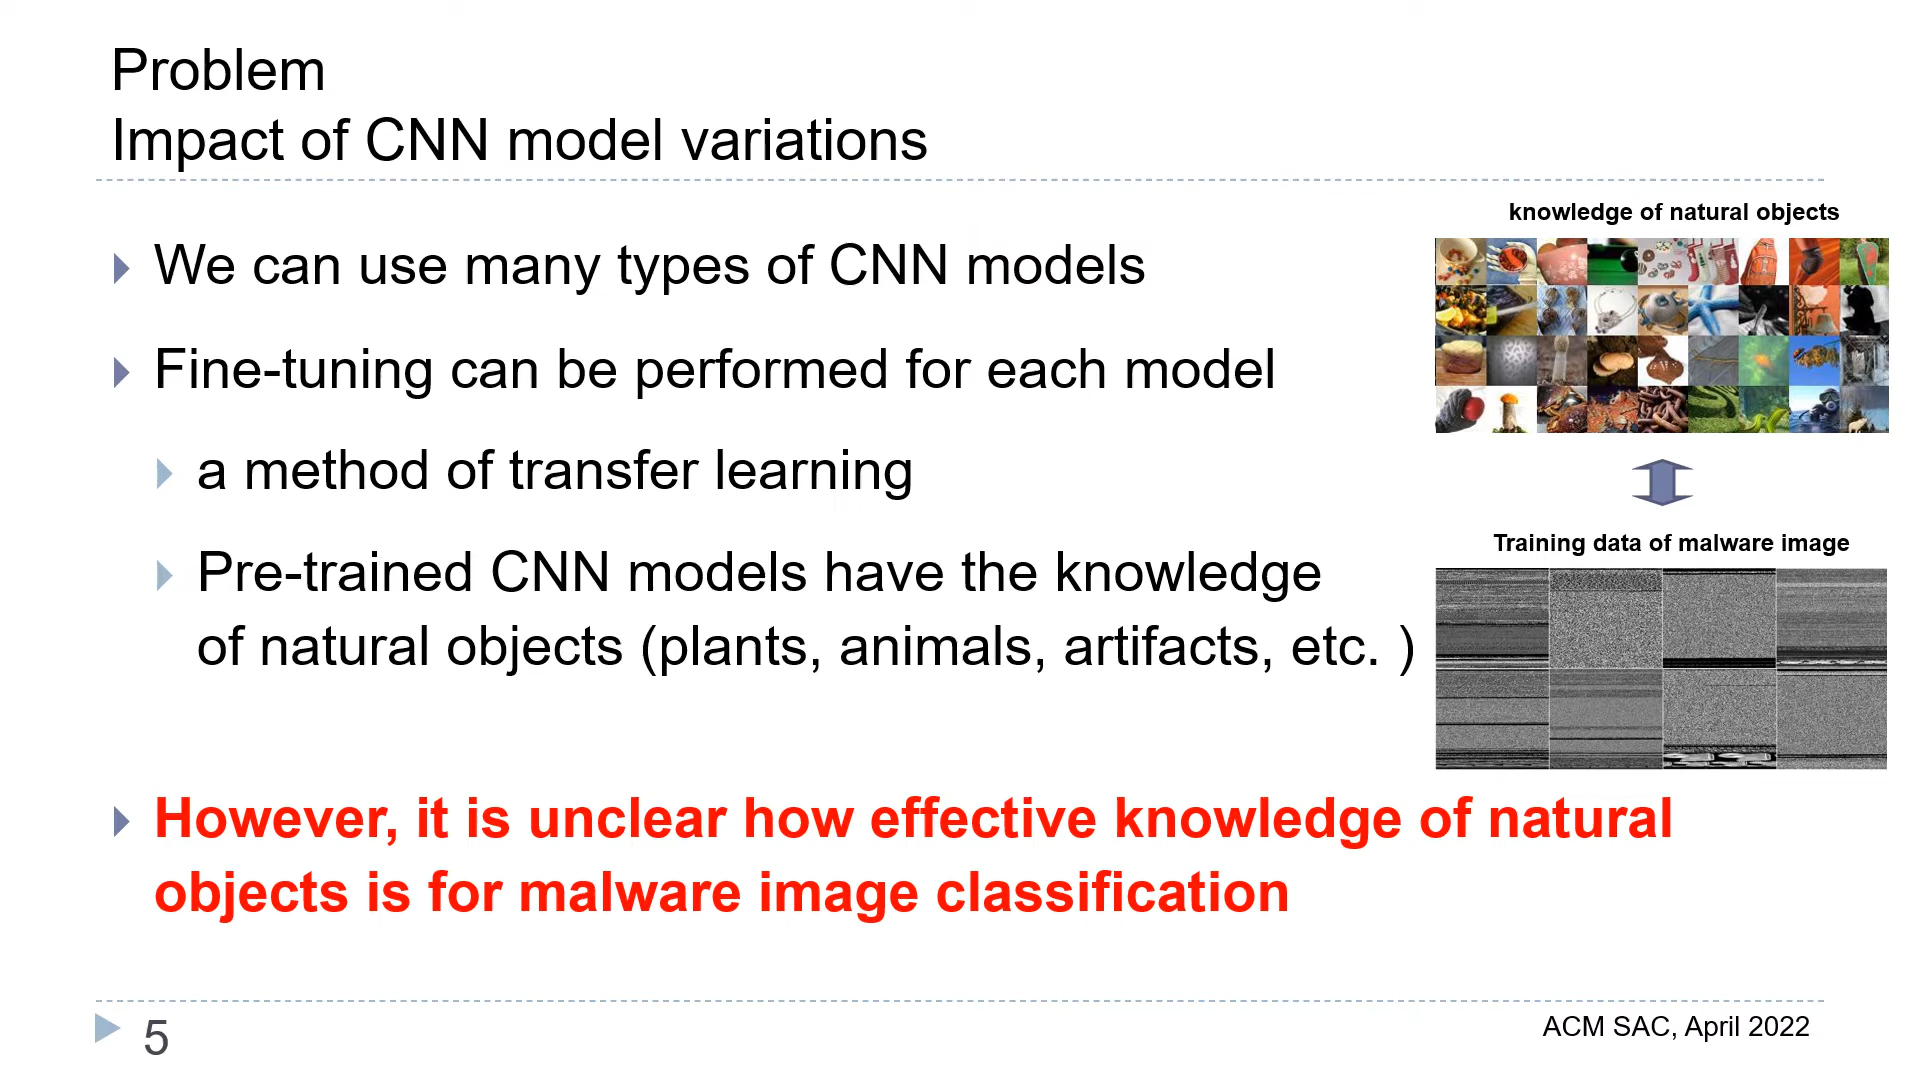 Problem
Impact of CNN model variations
We can use many types of CNN models
Fine-tuning can be performed for each model
a method of transfer learning
Pre-trained CNN models have the knowledge
of natural objects (plants, animals, artifacts, etc. )
However, it is unclear how effective knowledge of natural
objects is for malware image classification
knowledge of natural objects
Training data of malware image
5
ACM SAC, April 2022